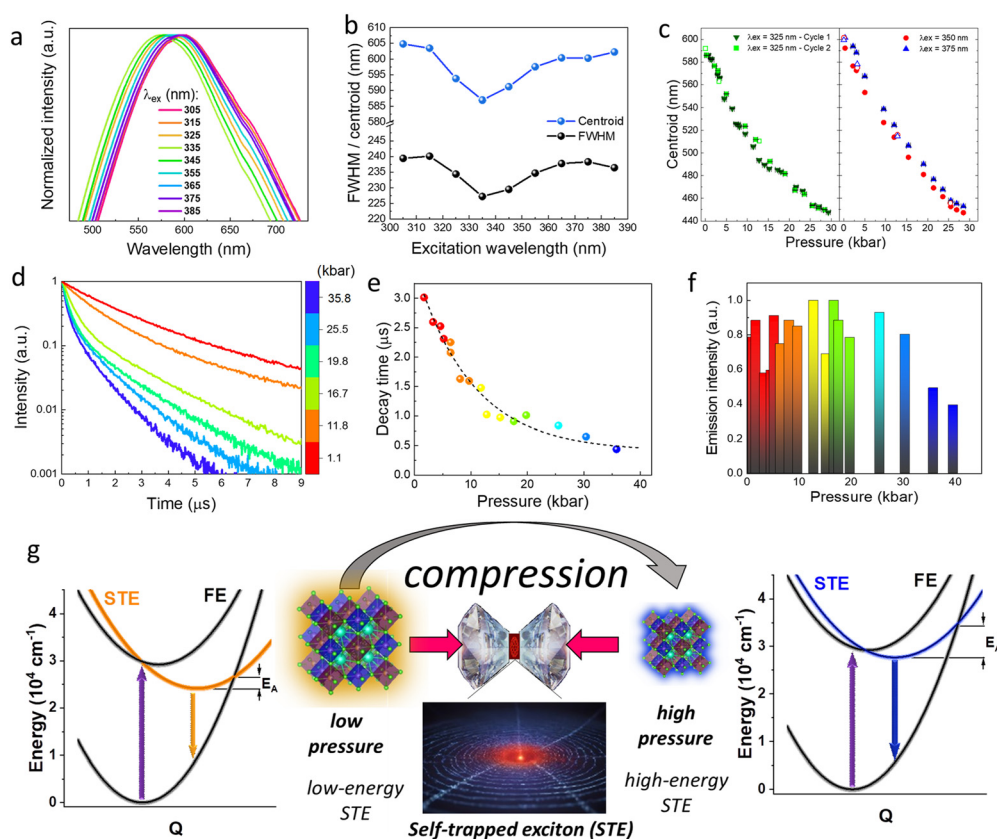 a
Normalized intensity (a.u.)
λex (nm):
305
315
325
335
345
355
365
375
385
500 550 600 650 700
Wavelength (nm)
b
FWHM / centroid (nm)
605
600
595
590
585
580
240
235
230
225
220
Centroid
FWHM
300 310 320 330 340 350 360 370 380 390
Excitation wavelength (nm)
c
Centroid (nm)
λex = 325 nm - Cycle 1
λex = 325 nm - Cycle 2
λex = 350 nm
λex = 375 nm
600
580
560
540
520
500
480
460
440
0 5 10 15 20 25 30 0 5 10 15 20 25 30
Pressure (kbar)
d
(kbar)
Intensity (a.u.)
1
0.1
0.01
0.001
35.8
25.5
19.8
16.7
11.8
1.1
0 1 2 3 4 5 6 7 8 9
Time (μs)
e
Decay time (μs)
3.0
2.5
2.0
1.5
1.0
0.5
0.0
0 10 20 30 40
Pressure (kbar)
f
Emission intensity (a.u.)
1.0
0.8
0.6
0.4
0.2
0.0
0 10 20 30 40
Pressure (kbar)
g
STE
FE
Energy (10⁴ cm⁻¹)
4
3
2
1
0
EA
Q
compression
low
pressure
low-energy
STE
Self-trapped exciton (STE)
high
pressure
high-energy
STE
STE
FE
Energy (10⁴ cm⁻¹)
4
3
2
1
0
Q